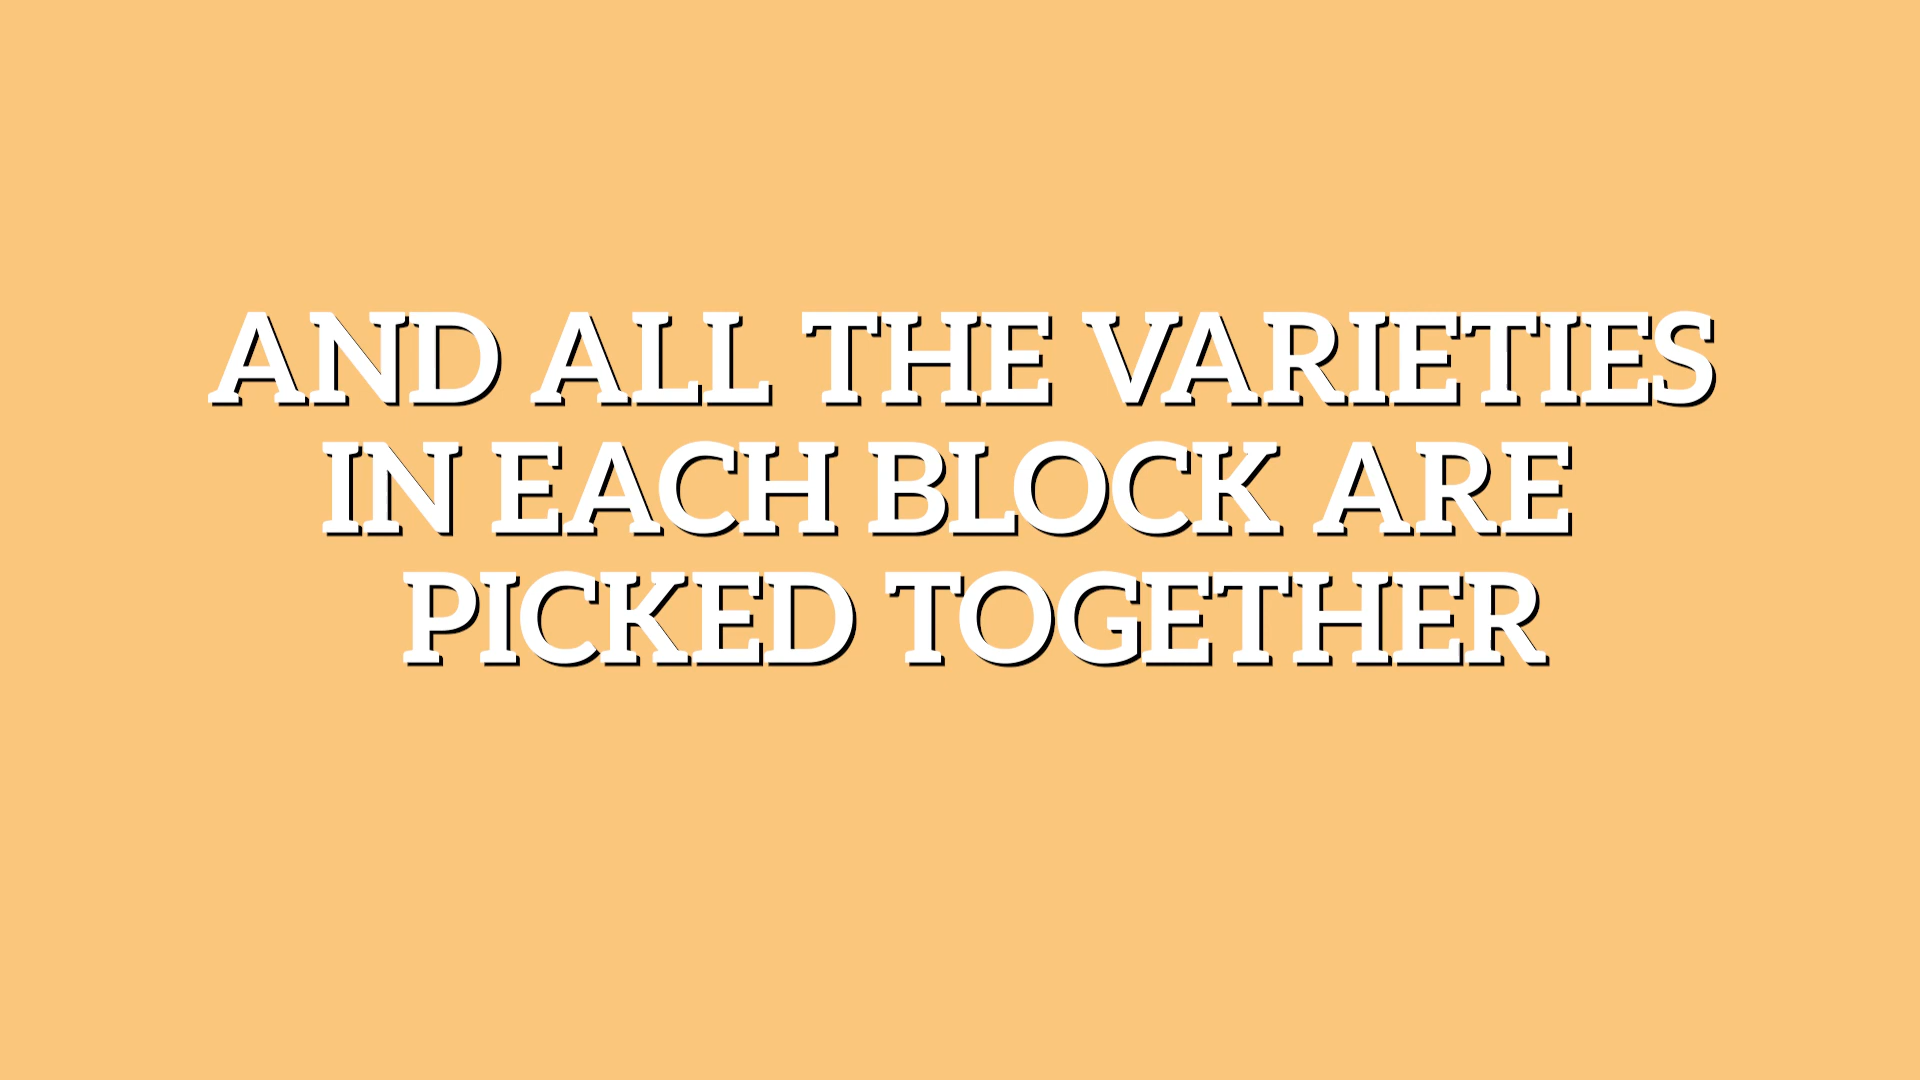 AND ALL THE VARIETIES
IN EACH BLOCK ARE
PICKED TOGETHER